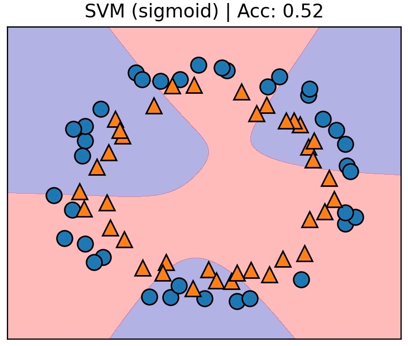 SVM (sigmoid) | Acc: 0.52